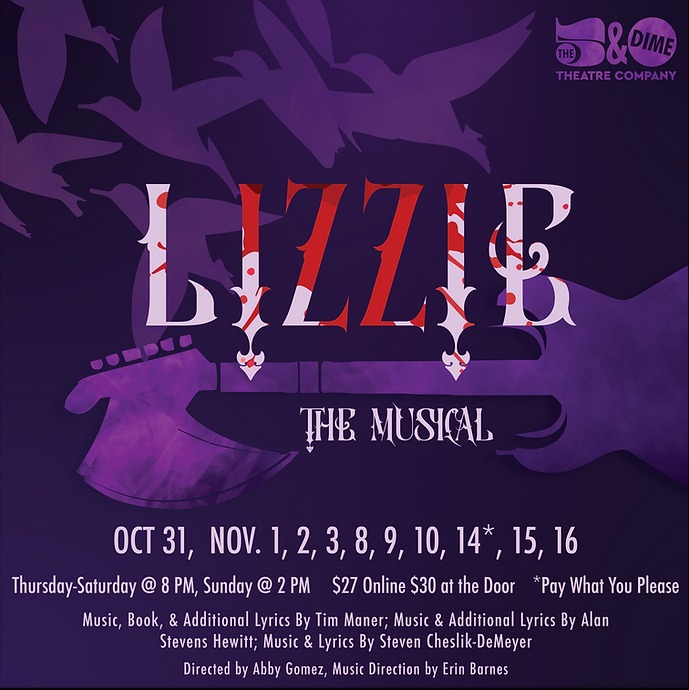 THE 5 & DIME
THEATRE COMPANY
LIZZIE
THE MUSICAL
OCT 31, NOV. 1, 2, 3, 8, 9, 10, 14*, 15, 16
Thursday-Saturday @ 8 PM, Sunday @ 2 PM $27 Online $30 at the Door *Pay What You Please
Music, Book, & Additional Lyrics By Tim Maner; Music & Additional Lyrics By Alan
Stevens Hewitt; Music & Lyrics By Steven Cheslik-DeMeyer
Directed by Abby Gomez, Music Direction by Erin Barnes